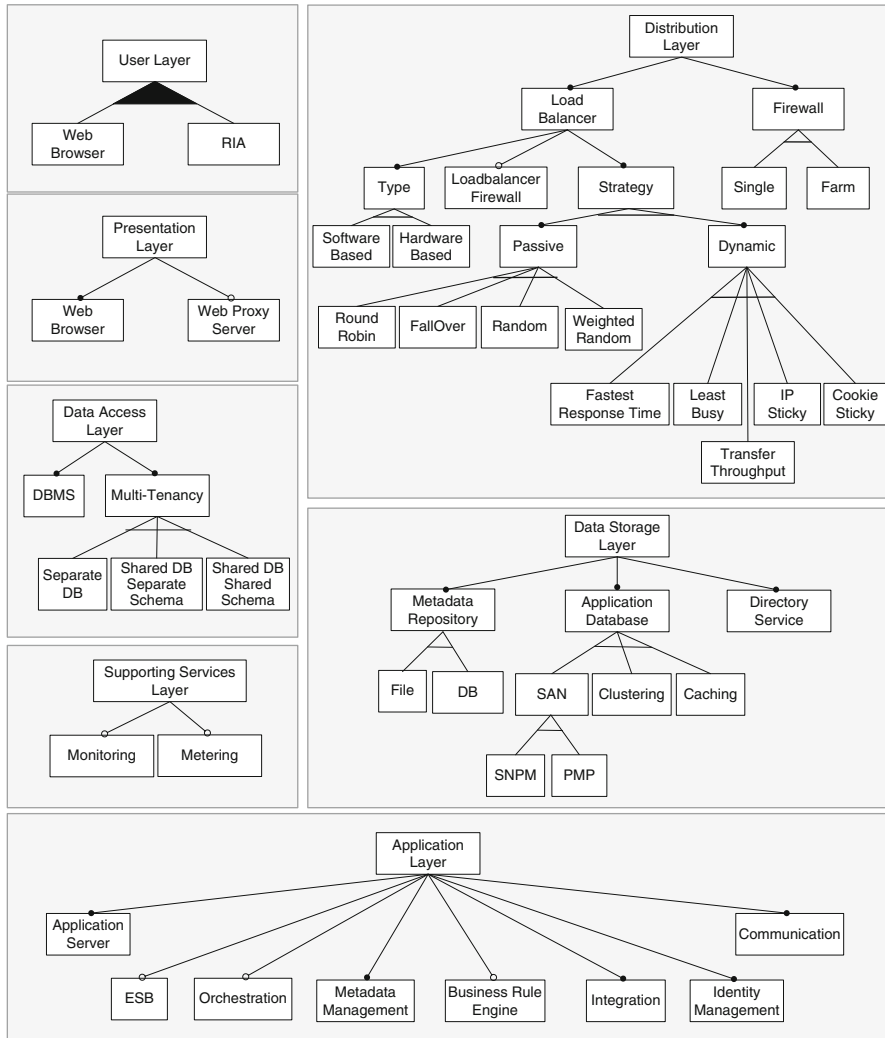 User Layer
Web
Browser
RIA
Presentation
Layer
Web
Browser
Web Proxy
Server
Data Access
Layer
DBMS
Multi-Tenancy
Separate
DB
Shared DB
Separate
Schema
Shared DB
Shared
Schema
Supporting Services
Layer
Monitoring
Metering
Distribution
Layer
Load
Balancer
Firewall
Type
Loadbalancer
Firewall
Strategy
Single
Farm
Software
Based
Hardware
Based
Passive
Dynamic
Round
Robin
FallOver
Random
Weighted
Random
Fastest
Response Time
Least
Busy
IP
Sticky
Cookie
Sticky
Transfer
Throughput
Data Storage
Layer
Metadata
Repository
Application
Database
Directory
Service
File
DB
SAN
Clustering
Caching
SNPM
PMP
Application
Layer
Application
Server
Communication
ESB
Orchestration
Metadata
Management
Business Rule
Engine
Integration
Identity
Management